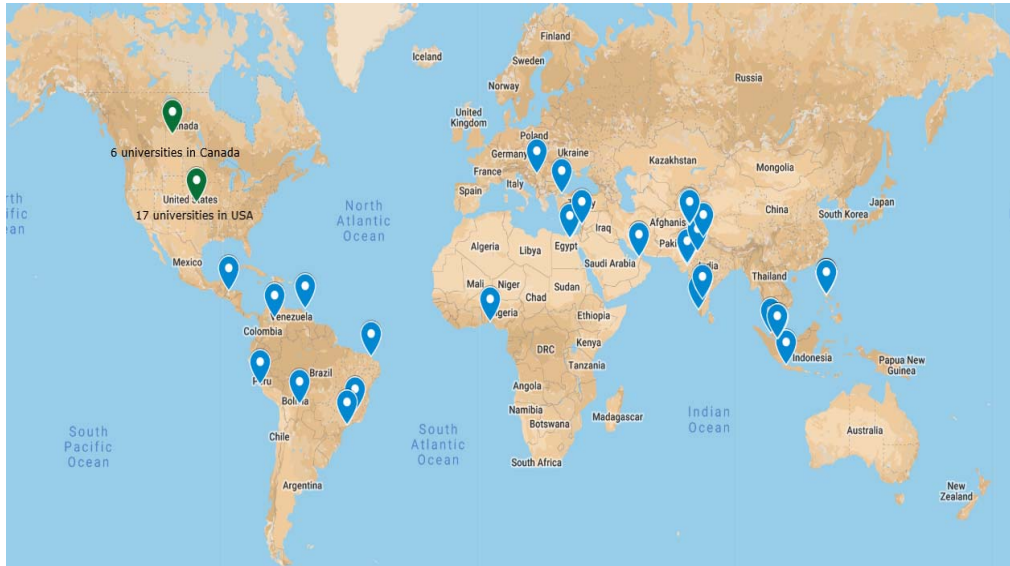 Iceland
Finland
Sweden
Norway
Russia
United
Kingdom
Poland
Germany
Ukraine
France
Kazakhstan
Mongolia
Italy
Spain
6 universities in Canada
United States
17 universities in USA
North
Atlantic
Ocean
Iraq
Afghanis
China
South Korea
Japan
Algeria
Libya
Egypt
Saudi Arabia
Paki
Mexico
Mali
Niger
Chad
Sudan
Thailand
Venezuela
Colombia
Ethiopia
DRC
Kenya
Tanzania
Indonesia
Papua New
Guinea
Peru
Brazil
Angola
Namibia
Botswana
Madagascar
Indian
Ocean
Australia
Chile
South
Pacific
Ocean
South
Atlantic
Ocean
South Africa
Argentina
New
Zealand